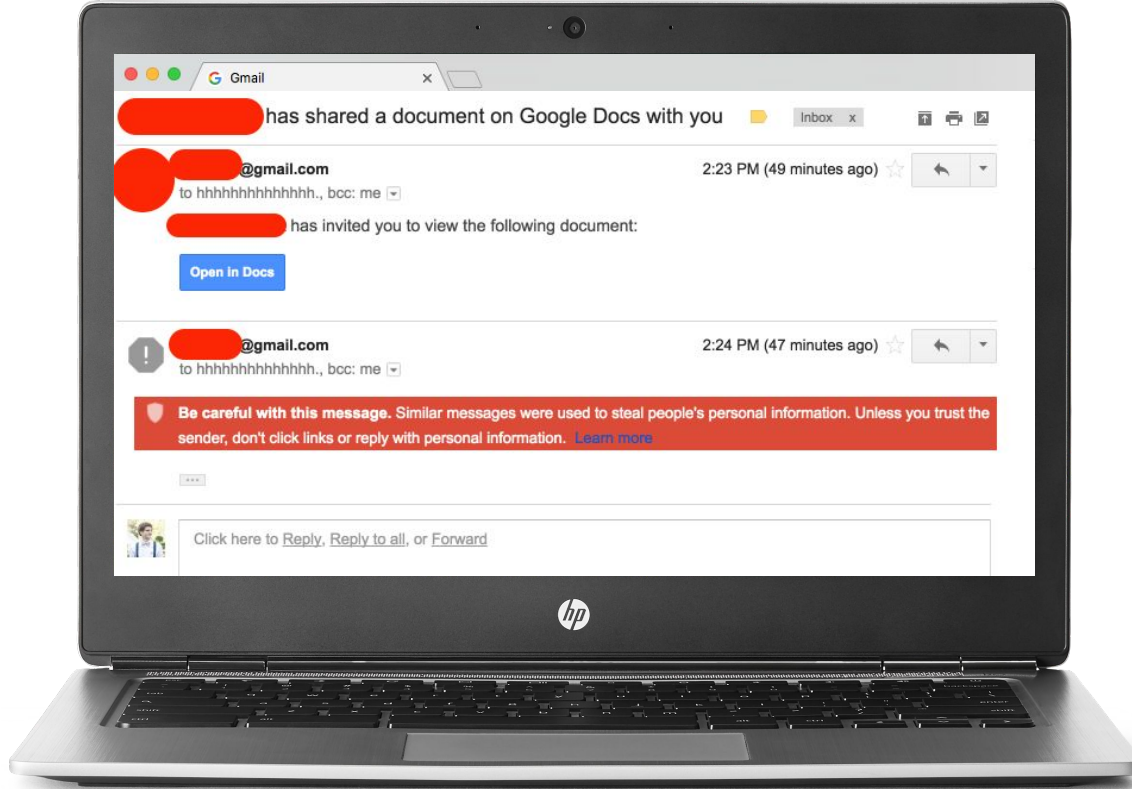 Gmail
has shared a document on Google Docs with you
Inbox x
@gmail.com
2:23 PM (49 minutes ago)
to hhhhhhhhhhhhhh., bcc: me
has invited you to view the following document:
Open in Docs
@gmail.com
2:24 PM (47 minutes ago)
to hhhhhhhhhhhhhh., bcc: me
Be careful with this message. Similar messages were used to steal people's personal information. Unless you trust the
sender, don't click links or reply with personal information. Learn more
Click here to Reply, Reply to all, or Forward
hp